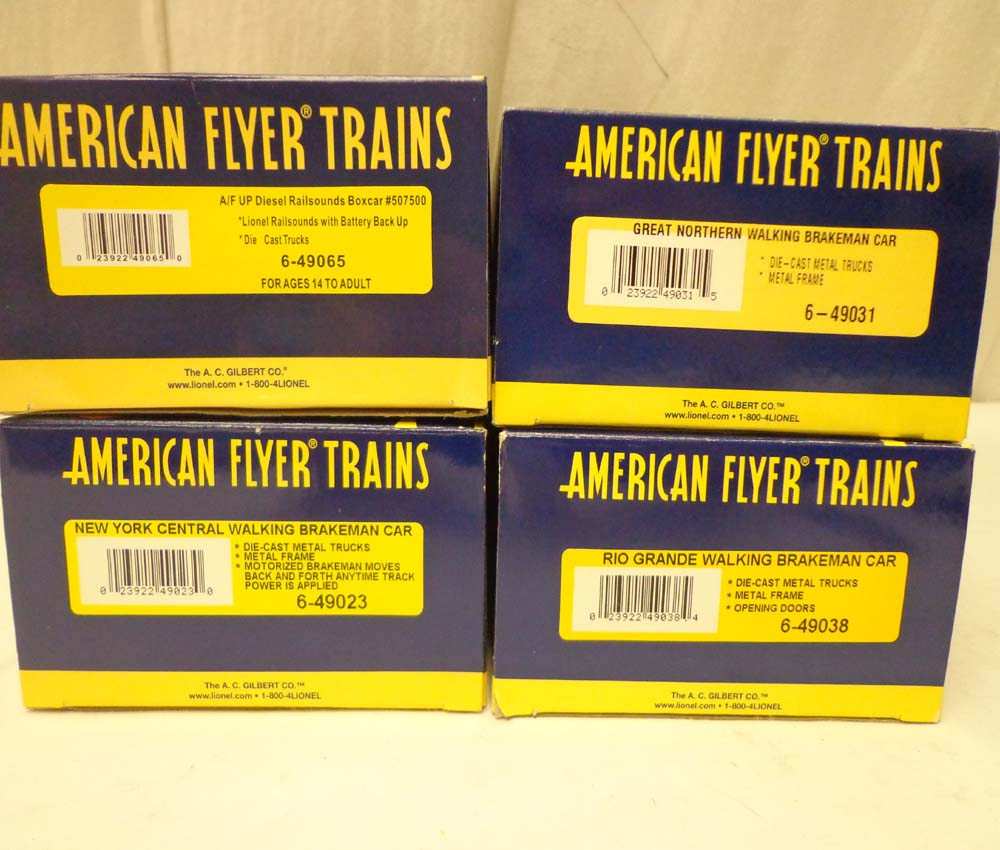 AMERICAN FLYER® TRAINS
A/F UP Diesel Railsounds Boxcar #507500
*Lionel Railsounds with Battery Back Up
*Die Cast Trucks
0 23922 49065 0
6-49065
FOR AGES 14 TO ADULT
The A. C. GILBERT CO.®
www.lionel.com • 1-800-4LIONEL
AMERICAN FLYER® TRAINS
GREAT NORTHERN WALKING BRAKEMAN CAR
* DIE-CAST METAL TRUCKS
* METAL FRAME
0 23922 49031 5
6-49031
The A. C. GILBERT CO.™
www.lionel.com • 1-800-4LIONEL
AMERICAN FLYER® TRAINS
NEW YORK CENTRAL WALKING BRAKEMAN CAR
* DIE-CAST METAL TRUCKS
* METAL FRAME
* MOTORIZED BRAKEMAN MOVES
BACK AND FORTH ANYTIME TRACK
POWER IS APPLIED
0 23922 49023 0
6-49023
The A. C. GILBERT CO.™
www.lionel.com • 1-800-4LIONEL
AMERICAN FLYER® TRAINS
RIO GRANDE WALKING BRAKEMAN CAR
* DIE-CAST METAL TRUCKS
* METAL FRAME
* OPENING DOORS
0 23922 49038 4
6-49038
The A. C. GILBERT CO.™
www.lionel.com • 1-800-4LIONEL